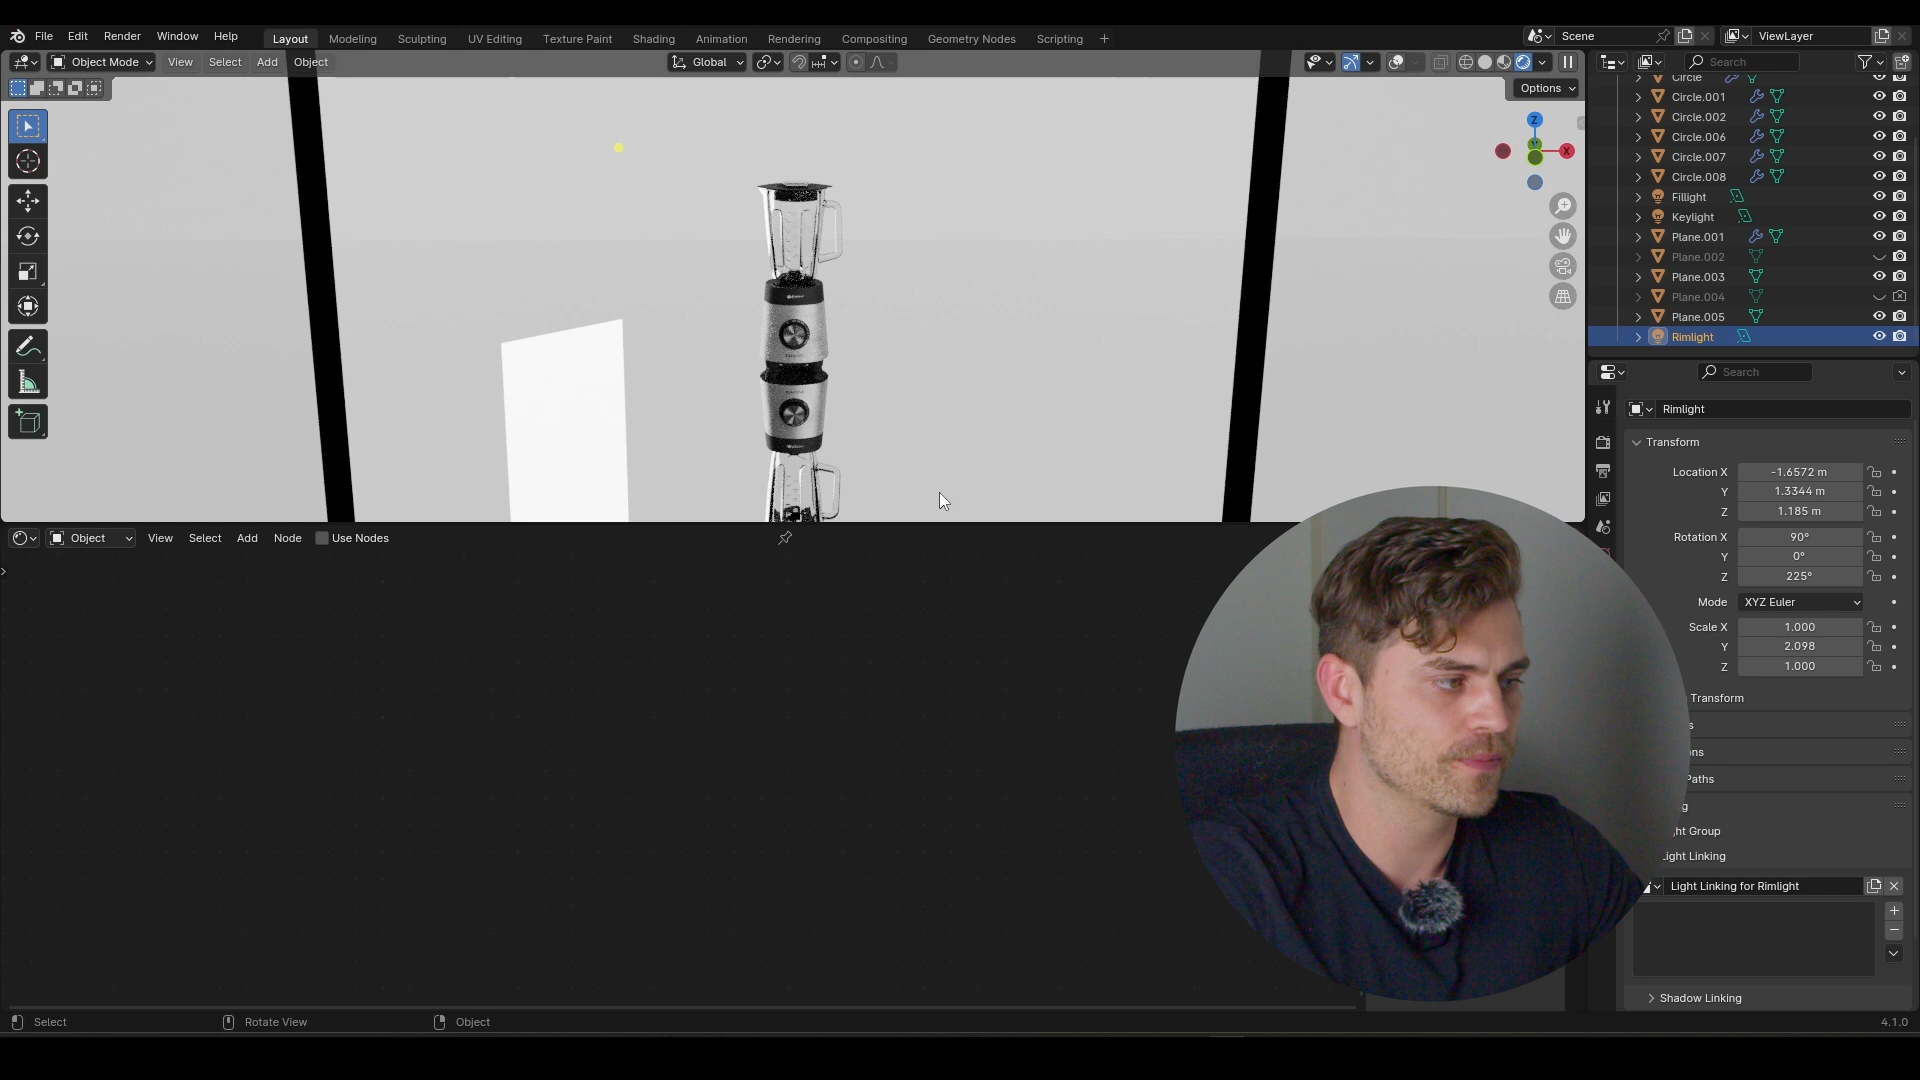 File Edit Render Window Help Layout Modeling Sculpting UV Editing Texture Paint Shading Animation Rendering Compositing Geometry Nodes Scripting + Scene ViewLayer
Object Mode View Select Add Object Global Search
Options
Z
X
Circle
Circle.001
Circle.002
Circle.006
Circle.007
Circle.008
Fillight
Keylight
Plane.001
Plane.002
Plane.003
Plane.004
Plane.005
Rimlight
Search
Rimlight
Transform
Location X -1.6572 m
Y 1.3344 m
Z 1.185 m
Rotation X 90°
Y 0°
Z 225°
Mode XYZ Euler
Scale X 1.000
Y 2.098
Z 1.000
Transform
s
ons
Paths
g
ht Group
Light Linking
Light Linking for Rimlight
Shadow Linking
Object View Select Add Node Use Nodes
Select Rotate View Object 4.1.0